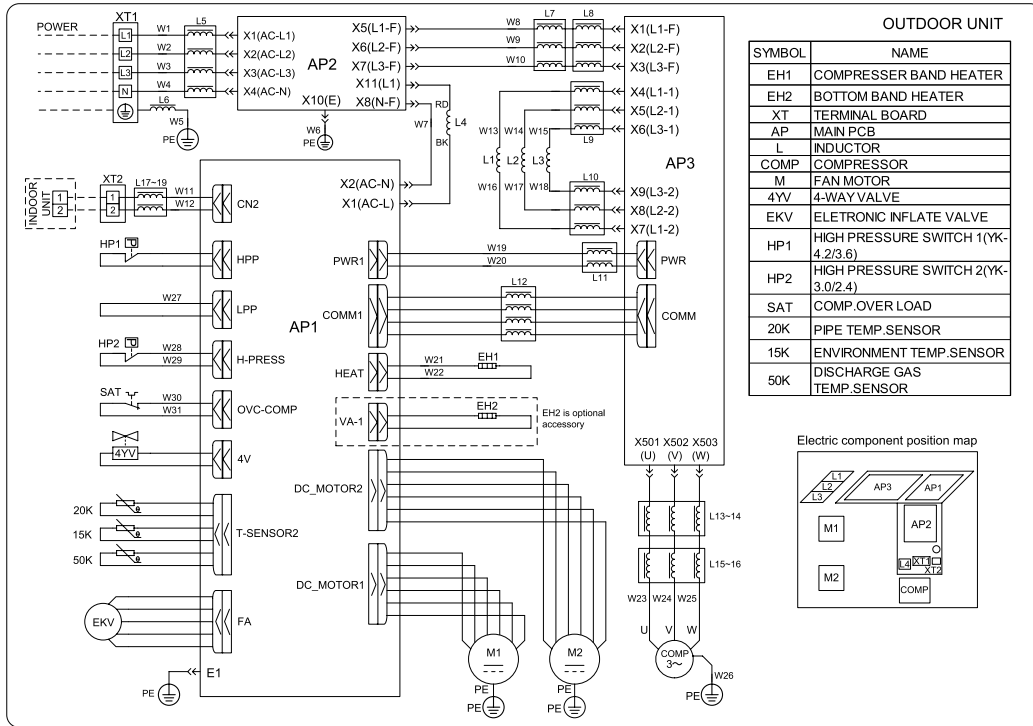 OUTDOOR UNIT
SYMBOL NAME
EH1 COMPRESSER BAND HEATER
EH2 BOTTOM BAND HEATER
XT TERMINAL BOARD
AP MAIN PCB
L INDUCTOR
COMP COMPRESSOR
M FAN MOTOR
4YV 4-WAY VALVE
EKV ELETRONIC INFLATE VALVE
HP1 HIGH PRESSURE SWITCH 1(YK-
4.2/3.6)
HP2 HIGH PRESSURE SWITCH 2(YK-
3.0/2.4)
SAT COMP.OVER LOAD
20K PIPE TEMP.SENSOR
15K ENVIRONMENT TEMP.SENSOR
50K DISCHARGE GAS
TEMP.SENSOR
POWER XT1 L5
L1 W1 X1(AC-L1)
L2 W2 X2(AC-L2)
L3 W3 X3(AC-L3)
N W4 X4(AC-N)
L6
W5
PE
AP2
X5(L1-F)
X6(L2-F)
X7(L3-F)
X11(L1)
X10(E) X8(N-F)
W6
PE
W7 RD L4
BK
W8 L7 L8
W9
W10
X1(L1-F)
X2(L2-F)
X3(L3-F)
X4(L1-1)
X5(L2-1)
X6(L3-1)
L9
W13 W14 W15
L1 L2 L3
W16 W17 W18
L10
AP3
X9(L3-2)
X8(L2-2)
X7(L1-2)
INDOOR
UNIT
1
2
XT2
1
2
L17~19
W11
W12
CN2
X2(AC-N)
X1(AC-L)
HP1 P
HPP
PWR1
W19
W20
L11
PWR
W27
LPP
AP1
COMM1
L12
COMM
HP2 P
W28
W29
H-PRESS
HEAT
W21
W22
EH1
SAT
W30
W31
OVC-COMP
VA-1
EH2
EH2 is optional
accessory
4YV
4V
DC_MOTOR2
20K θ
15K θ
50K θ
T-SENSOR2
DC_MOTOR1
EKV
FA
E1
PE
M1
PE
PE
M2
PE
PE
X501 X502 X503
(U) (V) (W)
L13~14
L15~16
W23 W24 W25
U V W
COMP
3~
W26
PE
Electric component position map
L1
L2
L3
AP3
AP1
M1
AP2
L4
XT1
XT2
M2
COMP